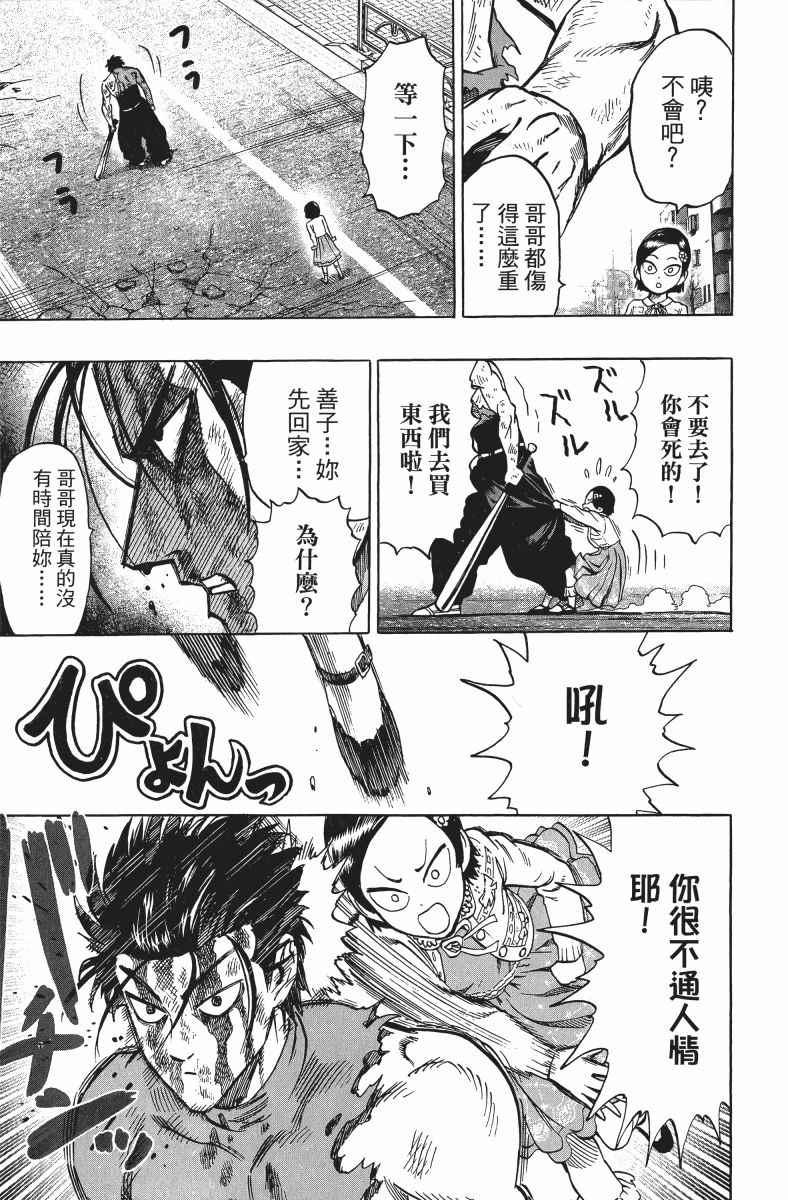 咦？
不會吧？
哥哥都傷
得這麼重
了……
等一下…
フラ
フラ
不要去了！
你會死的！
我們去買
東西啦！
ズル
ズル
善子…妳
先回家…
為什麼？
哥哥現在真的沒
有時間陪妳……
吼！
ぴょんっ
你很不通人情
耶！